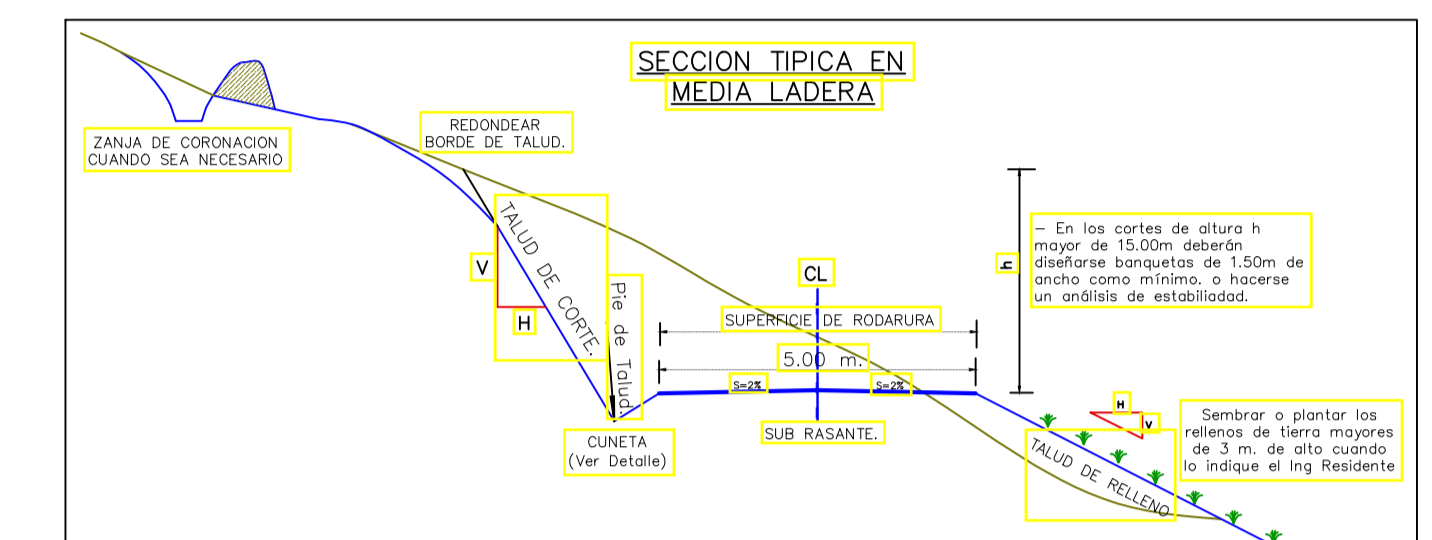 SECCION TIPICA EN
MEDIA LADERA
ZANJA DE CORONACION
CUANDO SEA NECESARIO
REDONDEAR
BORDE DE TALUD.
TALUD DE CORTE.
V
H
Pie de Talud.
CUNETA
(Ver Detalle)
CL
SUPERFICIE DE RODARURA
5.00 m.
S=2%
S=2%
SUB RASANTE.
h
- En los cortes de altura h
mayor de 15.00m deberán
diseñarse banquetas de 1.50m de
ancho como mínimo. o hacerse
un análisis de estabiliadad.
H
V
TALUD DE RELLENO
Sembrar o plantar los
rellenos de tierra mayores
de 3 m. de alto cuando
lo indique el Ing Residente